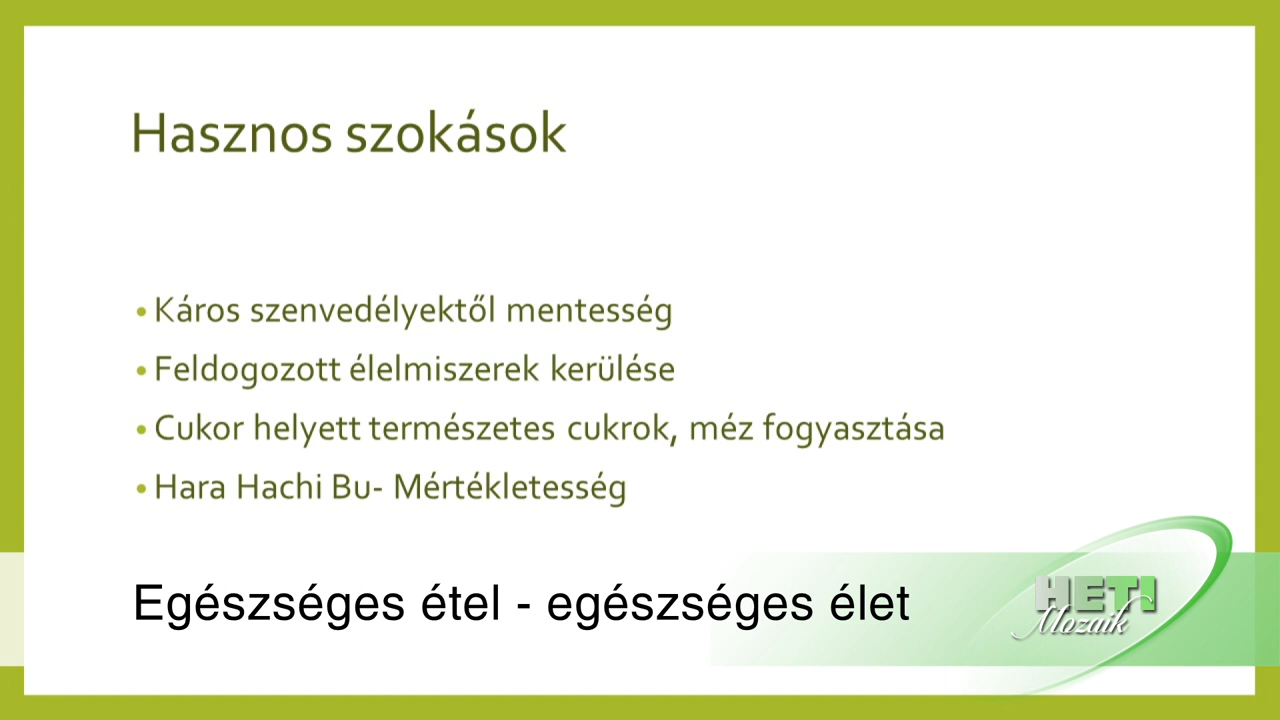 Hasznos szokások
• Káros szenvedélyektől mentesség
• Feldogozott élelmiszerek kerülése
• Cukor helyett természetes cukrok, méz fogyasztása
• Hara Hachi Bu- Mértékletesség
Egészséges étel - egészséges élet
HETI
Mozaik